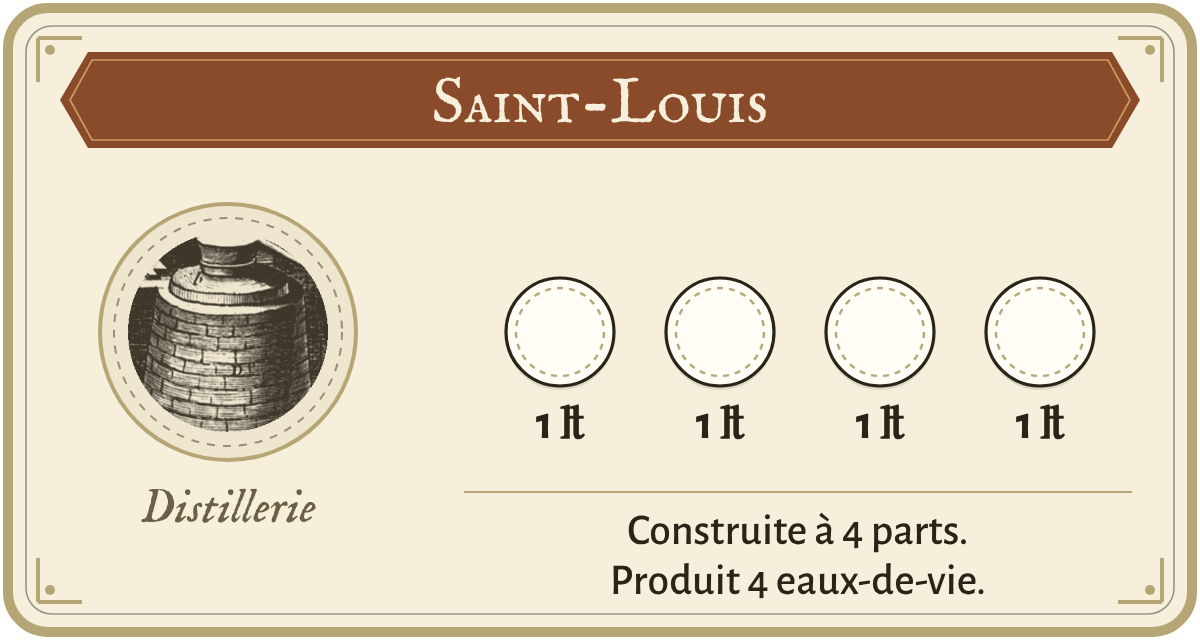 Saint-Louis
1 ₶ 1 ₶ 1 ₶ 1 ₶
Distillerie
Construite à 4 parts.
Produit 4 eaux-de-vie.